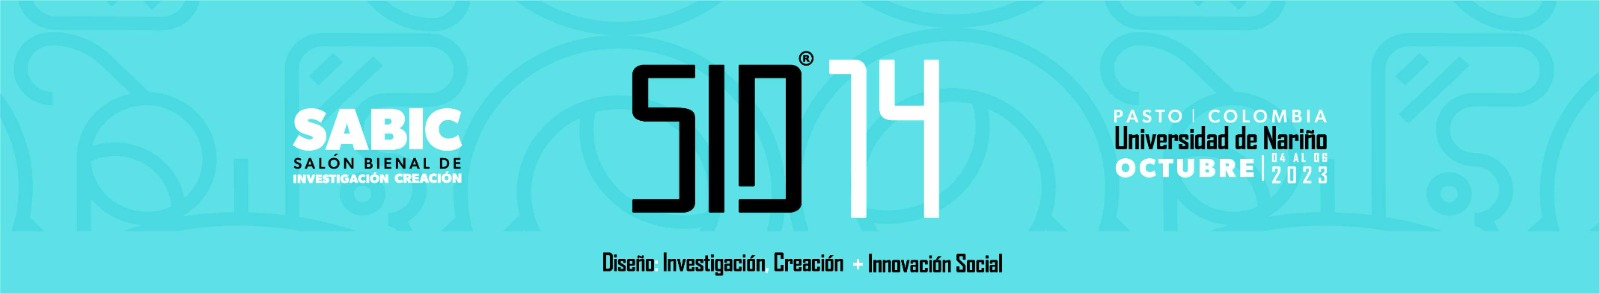 SABIC
SALÓN BIENAL DE
INVESTIGACIÓN CREACIÓN
SID® 14
Diseño: Investigación, Creación + Innovación Social
PASTO | COLOMBIA
Universidad de Nariño
OCTUBRE | 04 AL 06
2023